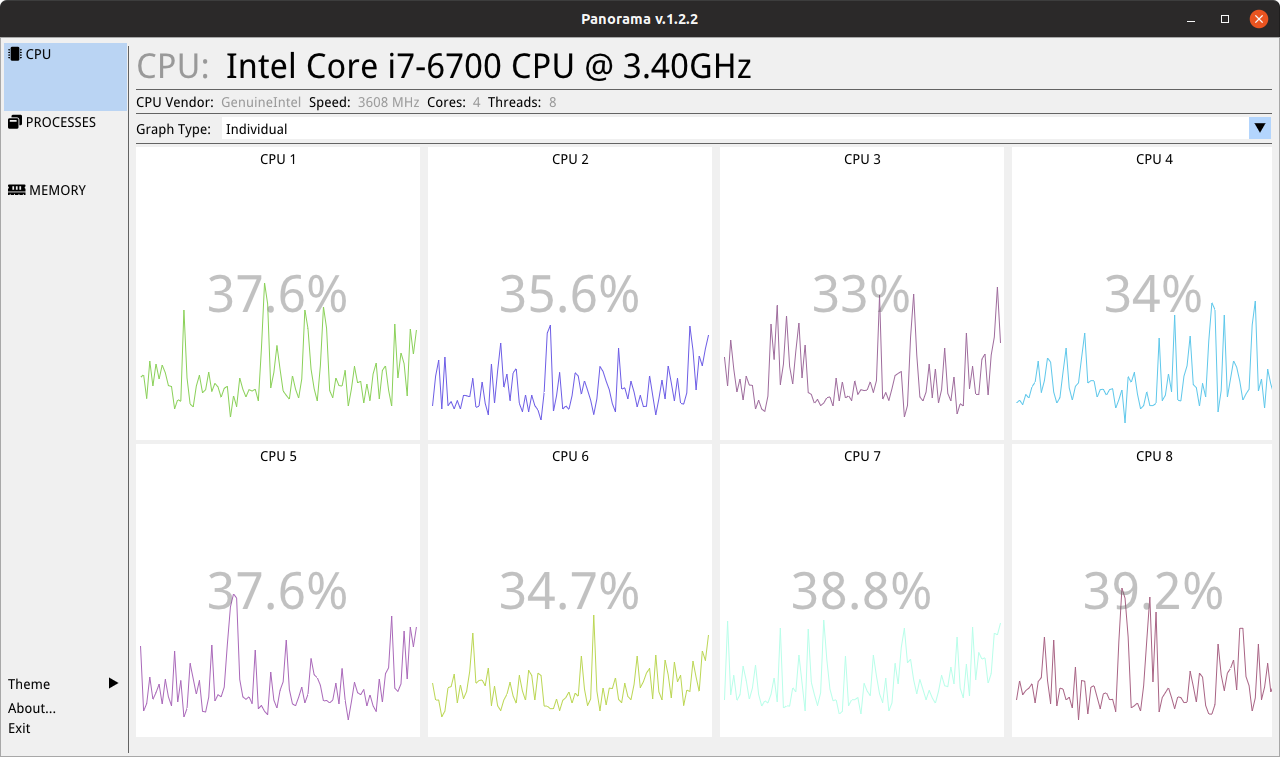 Panorama v.1.2.2
CPU
PROCESSES
MEMORY
Theme
About...
Exit
CPU: Intel Core i7-6700 CPU @ 3.40GHz
CPU Vendor: GenuineIntel Speed: 3608 MHz Cores: 4 Threads: 8
Graph Type: Individual
CPU 1
37.6%
CPU 2
35.6%
CPU 3
33%
CPU 4
34%
CPU 5
37.6%
CPU 6
34.7%
CPU 7
38.8%
CPU 8
39.2%